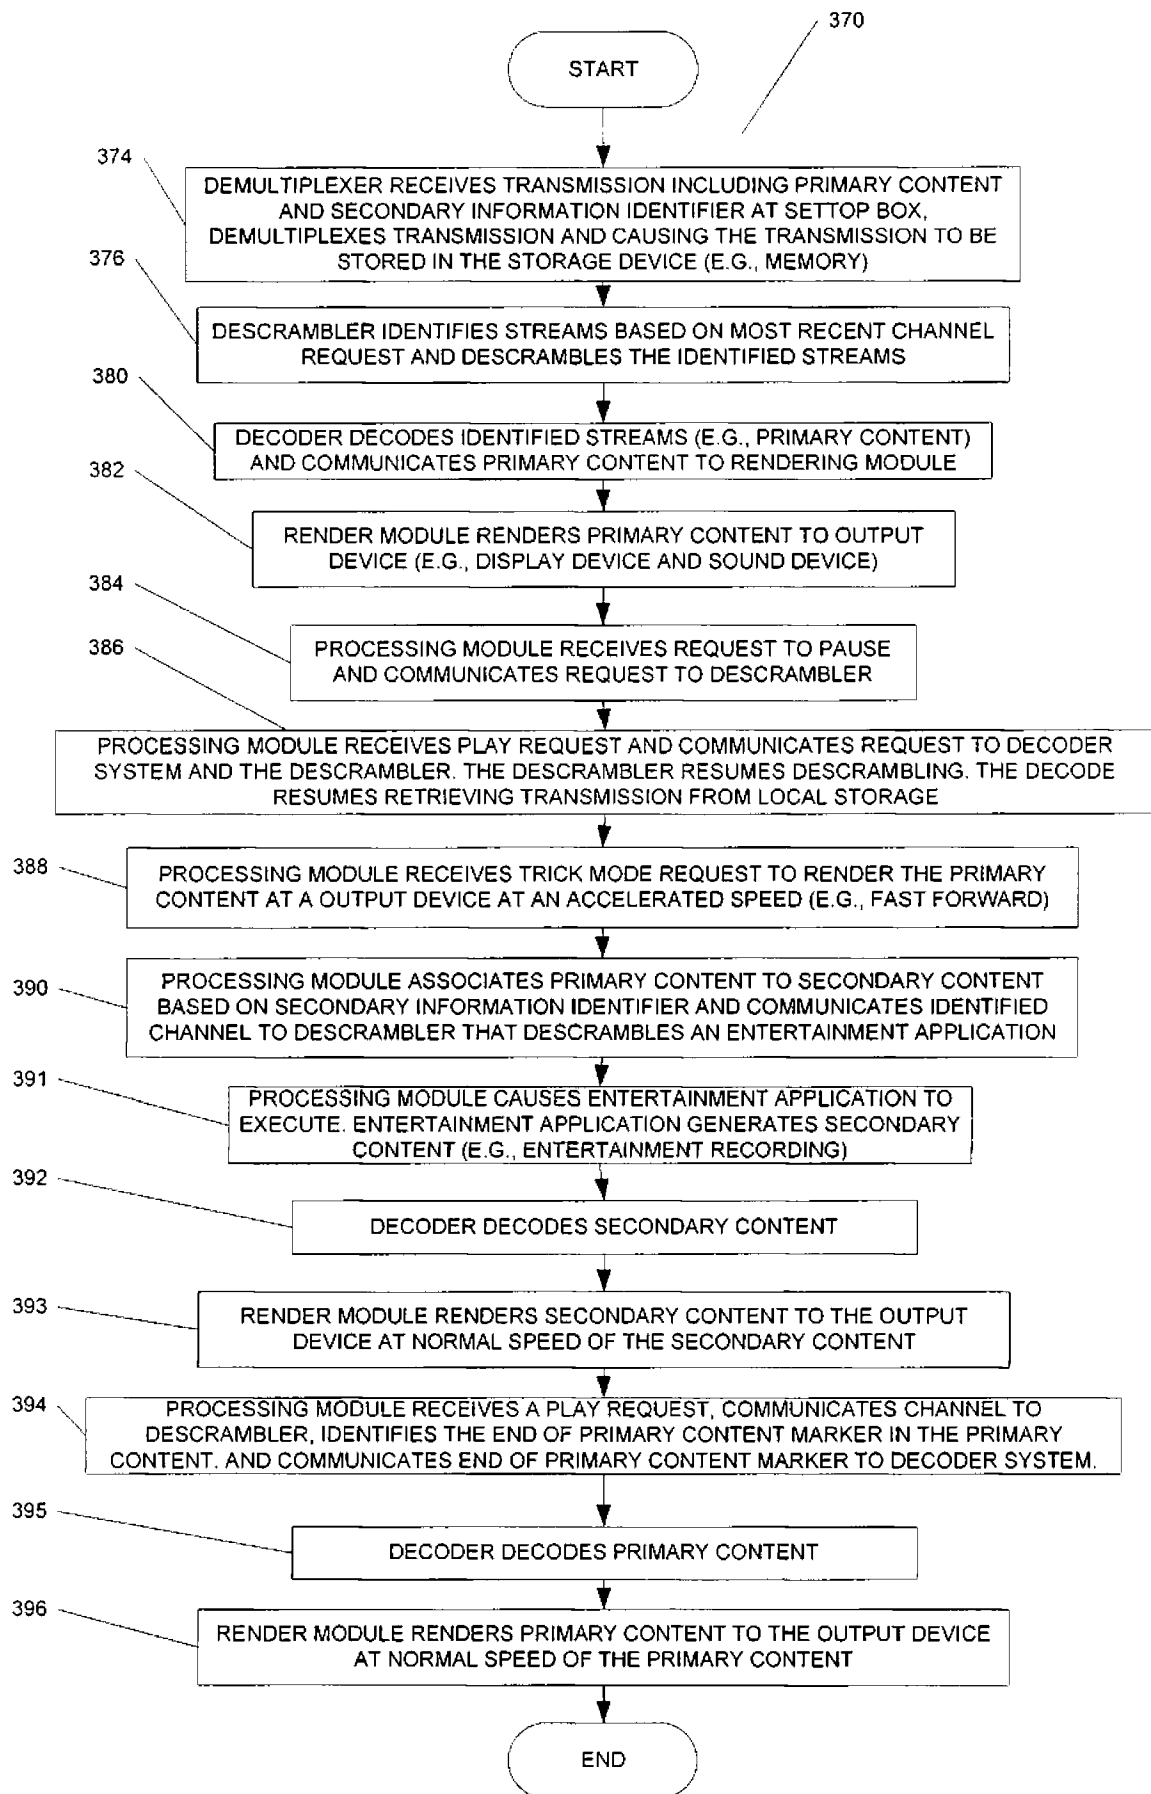 370
START
374
DEMULTIPLEXER RECEIVES TRANSMISSION INCLUDING PRIMARY CONTENT
AND SECONDARY INFORMATION IDENTIFIER AT SETTOP BOX,
DEMULTIPLEXES TRANSMISSION AND CAUSING THE TRANSMISSION TO BE
STORED IN THE STORAGE DEVICE (E.G., MEMORY)
376
DESCRAMBLER IDENTIFIES STREAMS BASED ON MOST RECENT CHANNEL
REQUEST AND DESCRAMBLES THE IDENTIFIED STREAMS
380
DECODER DECODES IDENTIFIED STREAMS (E.G., PRIMARY CONTENT)
AND COMMUNICATES PRIMARY CONTENT TO RENDERING MODULE
382
RENDER MODULE RENDERS PRIMARY CONTENT TO OUTPUT
DEVICE (E.G., DISPLAY DEVICE AND SOUND DEVICE)
384
PROCESSING MODULE RECEIVES REQUEST TO PAUSE
AND COMMUNICATES REQUEST TO DESCRAMBLER
386
PROCESSING MODULE RECEIVES PLAY REQUEST AND COMMUNICATES REQUEST TO DECODER
SYSTEM AND THE DESCRAMBLER. THE DESCRAMBLER RESUMES DESCRAMBLING. THE DECODE
RESUMES RETRIEVING TRANSMISSION FROM LOCAL STORAGE
388
PROCESSING MODULE RECEIVES TRICK MODE REQUEST TO RENDER THE PRIMARY
CONTENT AT A OUTPUT DEVICE AT AN ACCELERATED SPEED (E.G., FAST FORWARD)
390
PROCESSING MODULE ASSOCIATES PRIMARY CONTENT TO SECONDARY CONTENT
BASED ON SECONDARY INFORMATION IDENTIFIER AND COMMUNICATES IDENTIFIED
CHANNEL TO DESCRAMBLER THAT DESCRAMBLES AN ENTERTAINMENT APPLICATION
391
PROCESSING MODULE CAUSES ENTERTAINMENT APPLICATION TO
EXECUTE. ENTERTAINMENT APPLICATION GENERATES SECONDARY
CONTENT (E.G., ENTERTAINMENT RECORDING)
392
DECODER DECODES SECONDARY CONTENT
393
RENDER MODULE RENDERS SECONDARY CONTENT TO THE OUTPUT
DEVICE AT NORMAL SPEED OF THE SECONDARY CONTENT
394
PROCESSING MODULE RECEIVES A PLAY REQUEST, COMMUNICATES CHANNEL TO
DESCRAMBLER, IDENTIFIES THE END OF PRIMARY CONTENT MARKER IN THE PRIMARY
CONTENT. AND COMMUNICATES END OF PRIMARY CONTENT MARKER TO DECODER SYSTEM.
395
DECODER DECODES PRIMARY CONTENT
396
RENDER MODULE RENDERS PRIMARY CONTENT TO THE OUTPUT DEVICE
AT NORMAL SPEED OF THE PRIMARY CONTENT
END